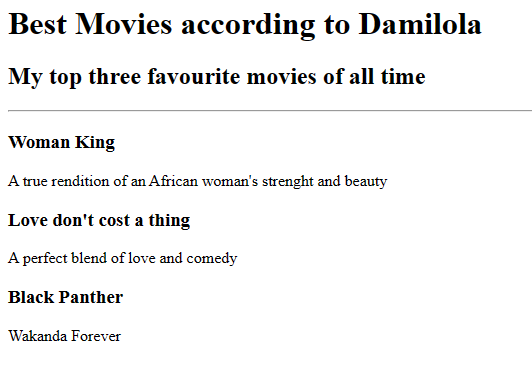 Best Movies according to Damilola
My top three favourite movies of all time
Woman King
A true rendition of an African woman's strenght and beauty
Love don't cost a thing
A perfect blend of love and comedy
Black Panther
Wakanda Forever